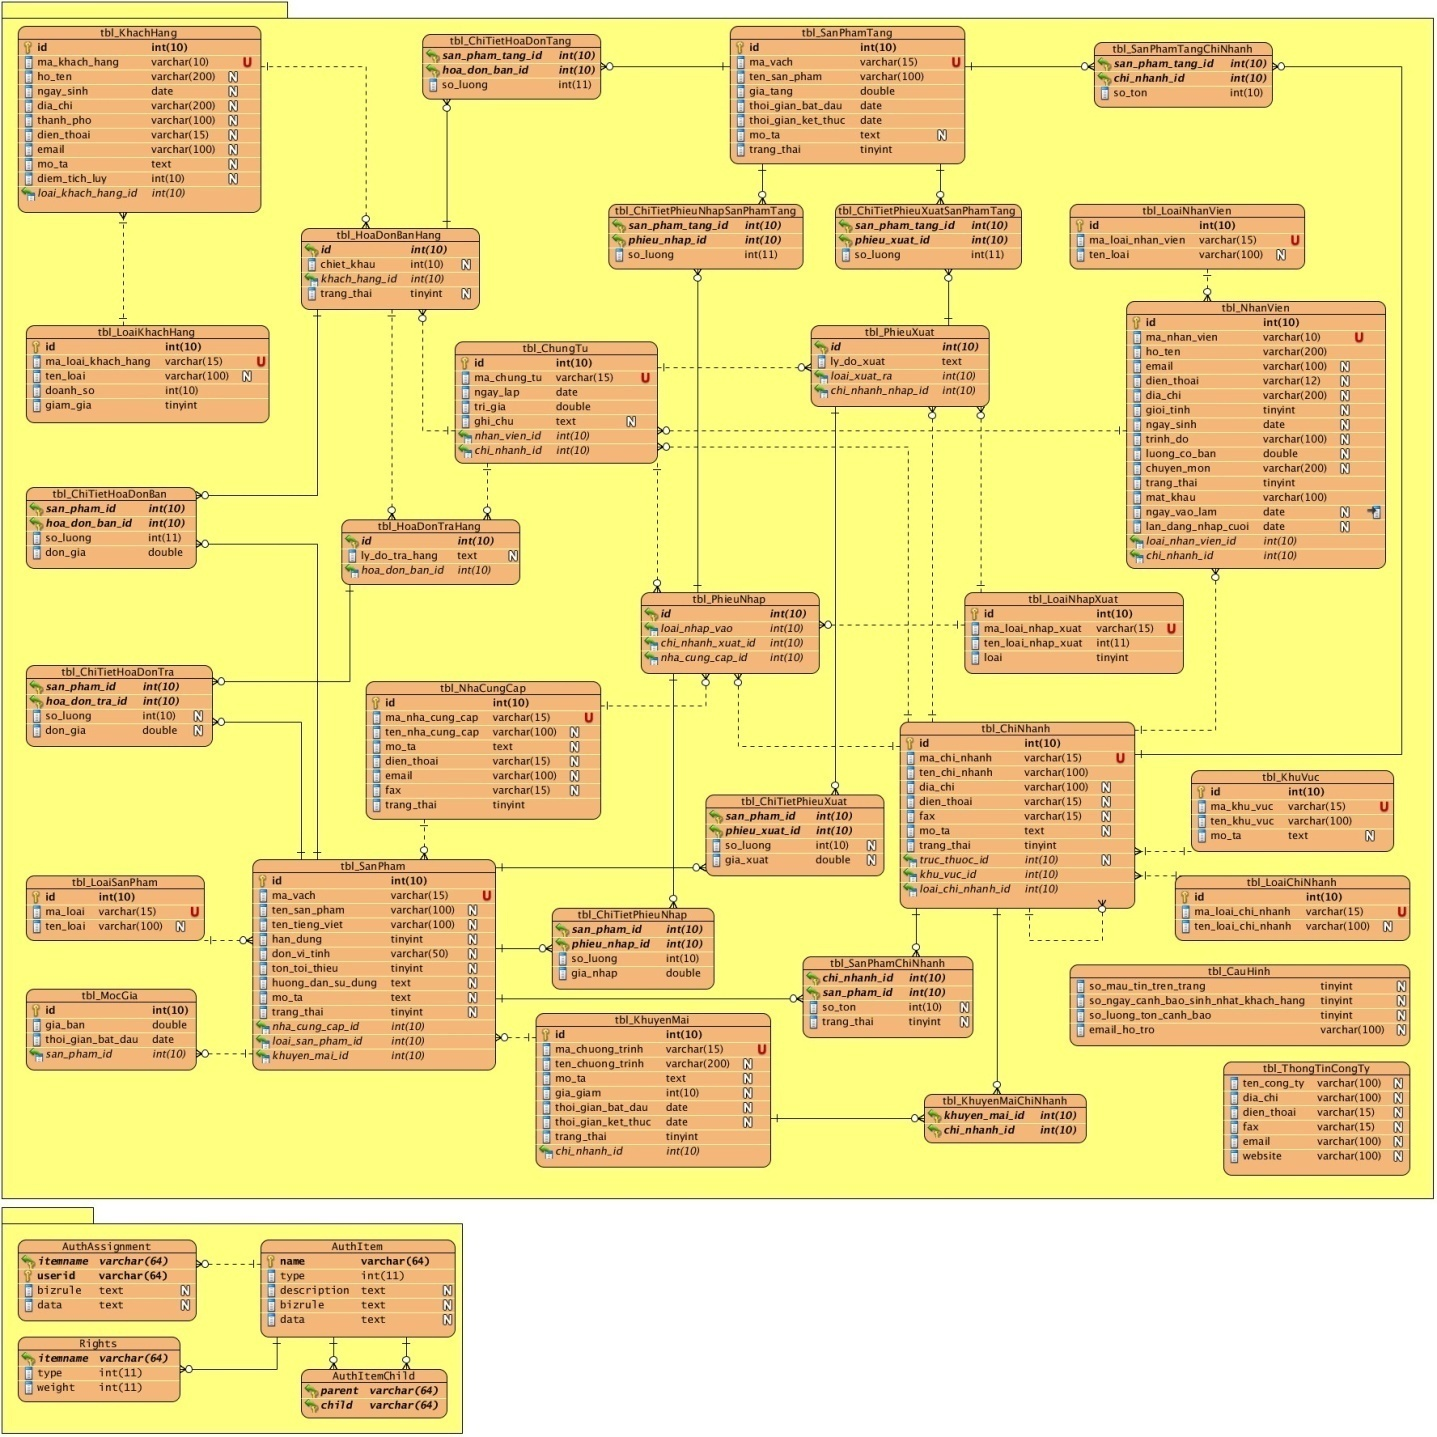 tbl_KhachHang
id int(10)
ma_khach_hang varchar(10) U
ho_ten varchar(200) N
ngay_sinh date N
dia_chi varchar(200) N
thanh_pho varchar(100) N
dien_thoai varchar(15) N
email varchar(100) N
mo_ta text N
diem_tich_luy int(10) N
loai_khach_hang_id int(10)
tbl_ChiTietHoaDonTang
san_pham_tang_id int(10)
hoa_don_ban_id int(10)
so_luong int(11)
tbl_SanPhamTang
id int(10)
ma_vach varchar(15) U
ten_san_pham varchar(100)
gia_tang double
thoi_gian_bat_dau date
thoi_gian_ket_thuc date
mo_ta text N
trang_thai tinyint
tbl_SanPhamTangChiNhanh
san_pham_tang_id int(10)
chi_nhanh_id int(10)
so_ton int(10)
tbl_HoaDonBanHang
id int(10)
chiet_khau int(10) N
khach_hang_id int(10)
trang_thai tinyint N
tbl_ChiTietPhieuNhapSanPhamTang
san_pham_tang_id int(10)
phieu_nhap_id int(10)
so_luong int(11)
tbl_ChiTietPhieuXuatSanPhamTang
san_pham_tang_id int(10)
phieu_xuat_id int(10)
so_luong int(11)
tbl_LoaiNhanVien
id int(10)
ma_loai_nhan_vien varchar(15) U
ten_loai varchar(100) N
tbl_LoaiKhachHang
id int(10)
ma_loai_khach_hang varchar(15) U
ten_loai varchar(100) N
doanh_so int(10)
giam_gia tinyint
tbl_ChungTu
id int(10)
ma_chung_tu varchar(15) U
ngay_lap date
tri_gia double
ghi_chu text N
nhan_vien_id int(10)
chi_nhanh_id int(10)
tbl_PhieuXuat
id int(10)
ly_do_xuat text
loai_xuat_ra int(10)
chi_nhanh_nhap_id int(10)
tbl_NhanVien
id int(10)
ma_nhan_vien varchar(10) U
ho_ten varchar(200)
email varchar(100) N
dien_thoai varchar(12) N
dia_chi varchar(200) N
gioi_tinh tinyint N
ngay_sinh date N
trinh_do varchar(100) N
luong_co_ban double N
chuyen_mon varchar(200) N
trang_thai tinyint
mat_khau varchar(100)
ngay_vao_lam date N
lan_dang_nhap_cuoi date N
loai_nhan_vien_id int(10)
chi_nhanh_id int(10)
tbl_ChiTietHoaDonBan
san_pham_id int(10)
hoa_don_ban_id int(10)
so_luong int(11)
don_gia double
tbl_HoaDonTraHang
id int(10)
ly_do_tra_hang text N
hoa_don_ban_id int(10)
tbl_PhieuNhap
id int(10)
loai_nhap_vao int(10)
chi_nhanh_xuat_id int(10)
nha_cung_cap_id int(10)
tbl_LoaiNhapXuat
id int(10)
ma_loai_nhap_xuat varchar(15) U
ten_loai_nhap_xuat int(11)
loai tinyint
tbl_ChiTietHoaDonTra
san_pham_id int(10)
hoa_don_tra_id int(10)
so_luong int(10) N
don_gia double N
tbl_NhaCungCap
id int(10)
ma_nha_cung_cap varchar(15) U
ten_nha_cung_cap varchar(100) N
mo_ta text N
dien_thoai varchar(15) N
email varchar(100) N
fax varchar(15) N
trang_thai tinyint
tbl_ChiNhanh
id int(10)
ma_chi_nhanh varchar(15) U
ten_chi_nhanh varchar(100)
dia_chi varchar(100) N
dien_thoai varchar(15) N
fax varchar(15) N
mo_ta text N
trang_thai tinyint
truc_thuoc_id int(10) N
khu_vuc_id int(10)
loai_chi_nhanh_id int(10)
tbl_KhuVuc
id int(10)
ma_khu_vuc varchar(15) U
ten_khu_vuc varchar(100)
mo_ta text N
tbl_ChiTietPhieuXuat
san_pham_id int(10)
phieu_xuat_id int(10)
so_luong int(10) N
gia_xuat double N
tbl_SanPham
id int(10)
ma_vach varchar(15) U
ten_san_pham varchar(100) N
ten_tieng_viet varchar(100) N
han_dung tinyint N
don_vi_tinh varchar(50) N
ton_toi_thieu tinyint N
huong_dan_su_dung text N
mo_ta text N
trang_thai tinyint N
nha_cung_cap_id int(10)
loai_san_pham_id int(10)
khuyen_mai_id int(10)
tbl_LoaiSanPham
id int(10)
ma_loai varchar(15) U
ten_loai varchar(100) N
tbl_LoaiChiNhanh
id int(10)
ma_loai_chi_nhanh varchar(15) U
ten_loai_chi_nhanh varchar(100) N
tbl_ChiTietPhieuNhap
san_pham_id int(10)
phieu_nhap_id int(10)
so_luong int(10)
gia_nhap double
tbl_SanPhamChiNhanh
chi_nhanh_id int(10)
san_pham_id int(10)
so_ton int(10) N
trang_thai tinyint N
tbl_CauHinh
so_mau_tin_tren_trang tinyint N
so_ngay_canh_bao_sinh_nhat_khach_hang tinyint N
so_luong_ton_canh_bao tinyint N
email_ho_tro varchar(100) N
tbl_MocGia
id int(10)
gia_ban double
thoi_gian_bat_dau date
san_pham_id int(10)
tbl_KhuyenMai
id int(10)
ma_chuong_trinh varchar(15) U
ten_chuong_trinh varchar(200) N
mo_ta text N
gia_giam int(10) N
thoi_gian_bat_dau date N
thoi_gian_ket_thuc date N
trang_thai tinyint
chi_nhanh_id int(10)
tbl_KhuyenMaiChiNhanh
khuyen_mai_id int(10)
chi_nhanh_id int(10)
tbl_ThongTinCongTy
ten_cong_ty varchar(100) N
dia_chi varchar(100) N
dien_thoai varchar(15) N
fax varchar(15) N
email varchar(100) N
website varchar(100) N
AuthAssignment
itemname varchar(64)
userid varchar(64)
bizrule text N
data text N
AuthItem
name varchar(64)
type int(11)
description text N
bizrule text N
data text N
Rights
itemname varchar(64)
type int(11)
weight int(11)
AuthItemChild
parent varchar(64)
child varchar(64)